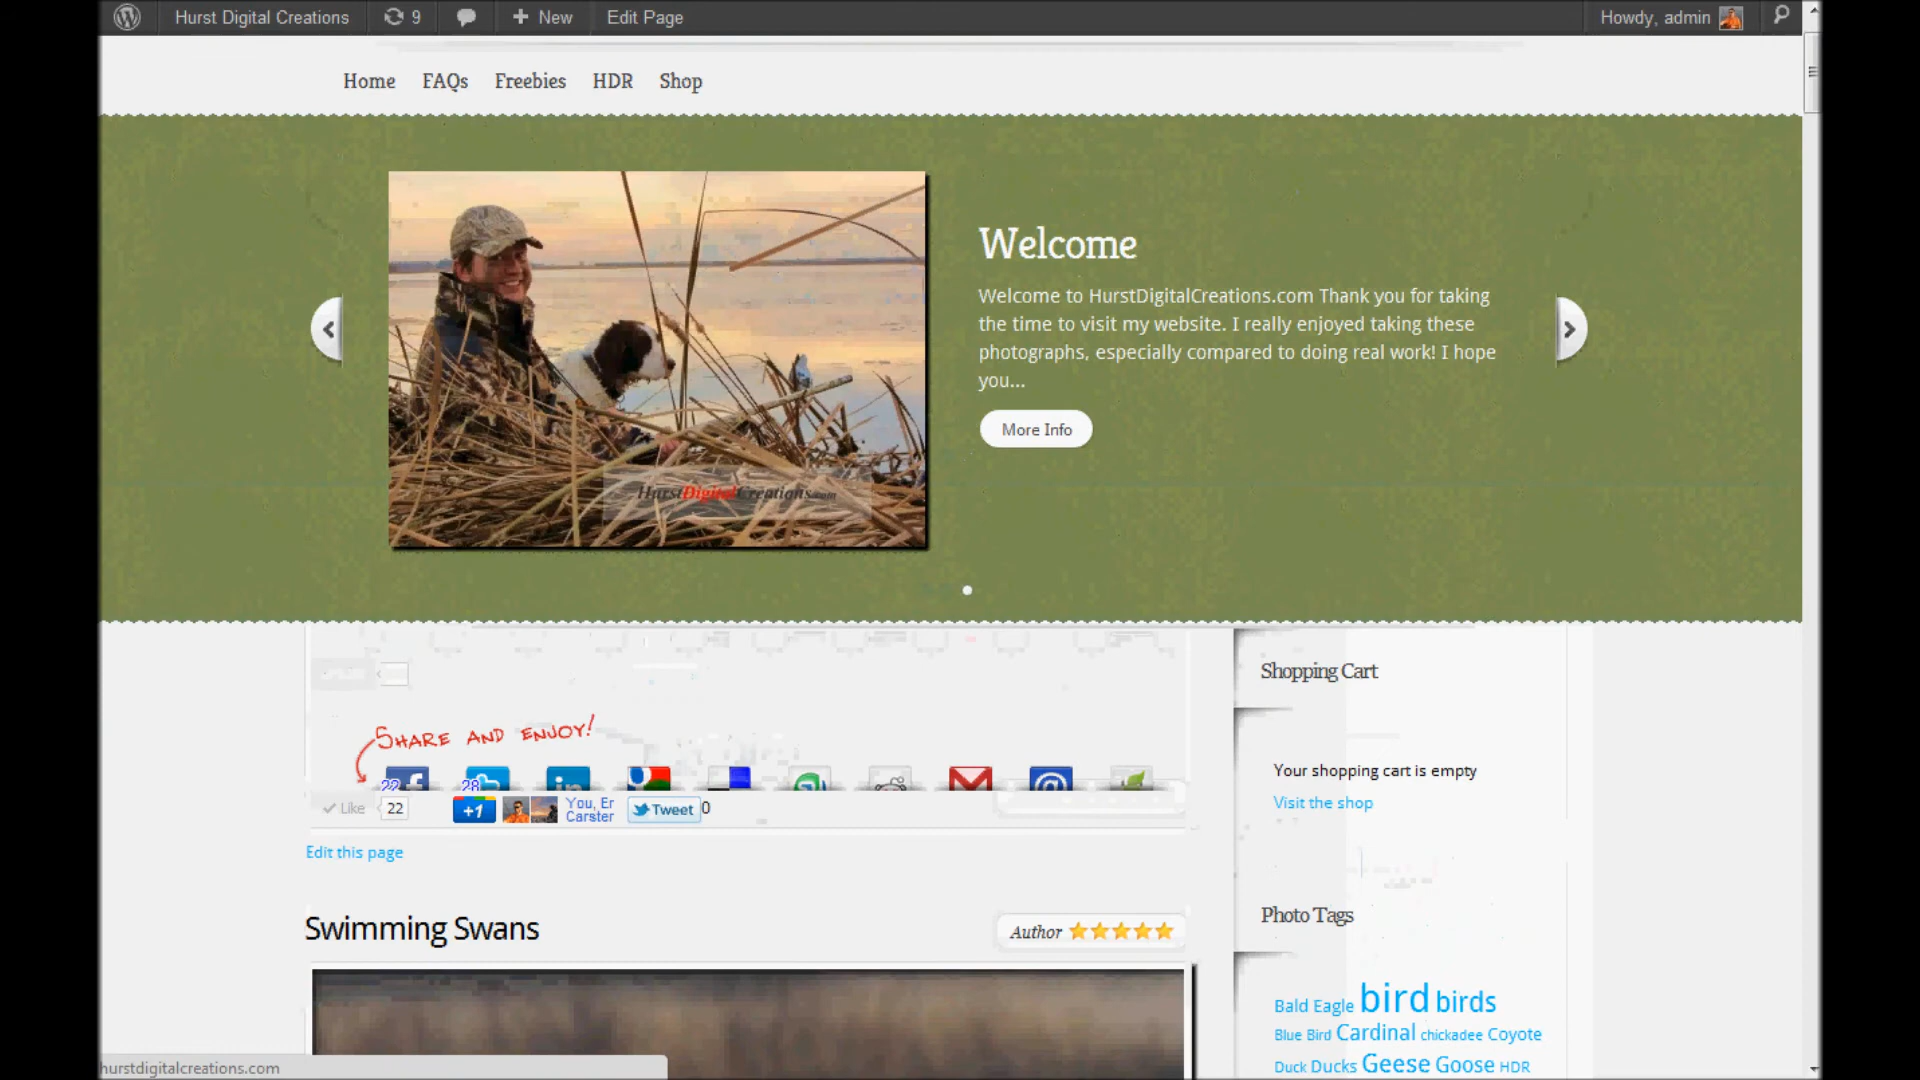 Hurst Digital Creations 9 New Edit Page Howdy, admin
Home FAQs Freebies HDR Shop
Welcome
Welcome to HurstDigitalCreations.com Thank you for taking
the time to visit my website. I really enjoyed taking these
photographs, especially compared to doing real work! I hope
you...
More Info
HurstDigitalCreations.com
SHARE AND ENJOY!
22 28
Like 22 +1 You, Er
Carster
Tweet 0
Edit this page
Swimming Swans
Author
Shopping Cart
Your shopping cart is empty
Visit the shop
Photo Tags
Bald Eagle bird birds
Blue Bird Cardinal chickadee Coyote
Duck Ducks Geese Goose HDR
hurstdigitalcreations.com